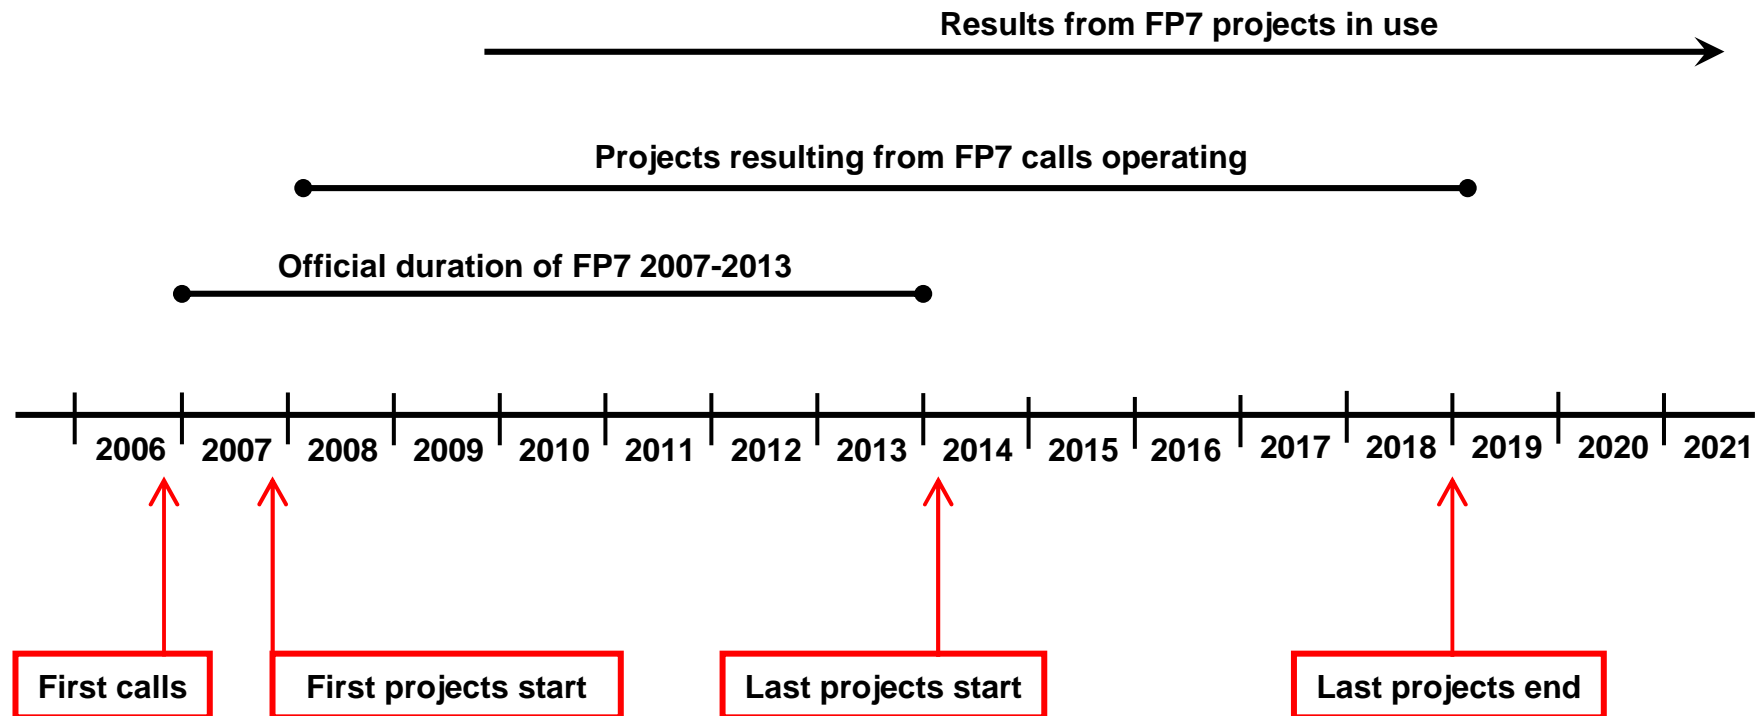 Results from FP7 projects in use
Projects resulting from FP7 calls operating
Official duration of FP7 2007-2013
2006 2007 2008 2009 2010 2011 2012 2013 2014 2015 2016 2017 2018 2019 2020 2021
First calls First projects start Last projects start Last projects end